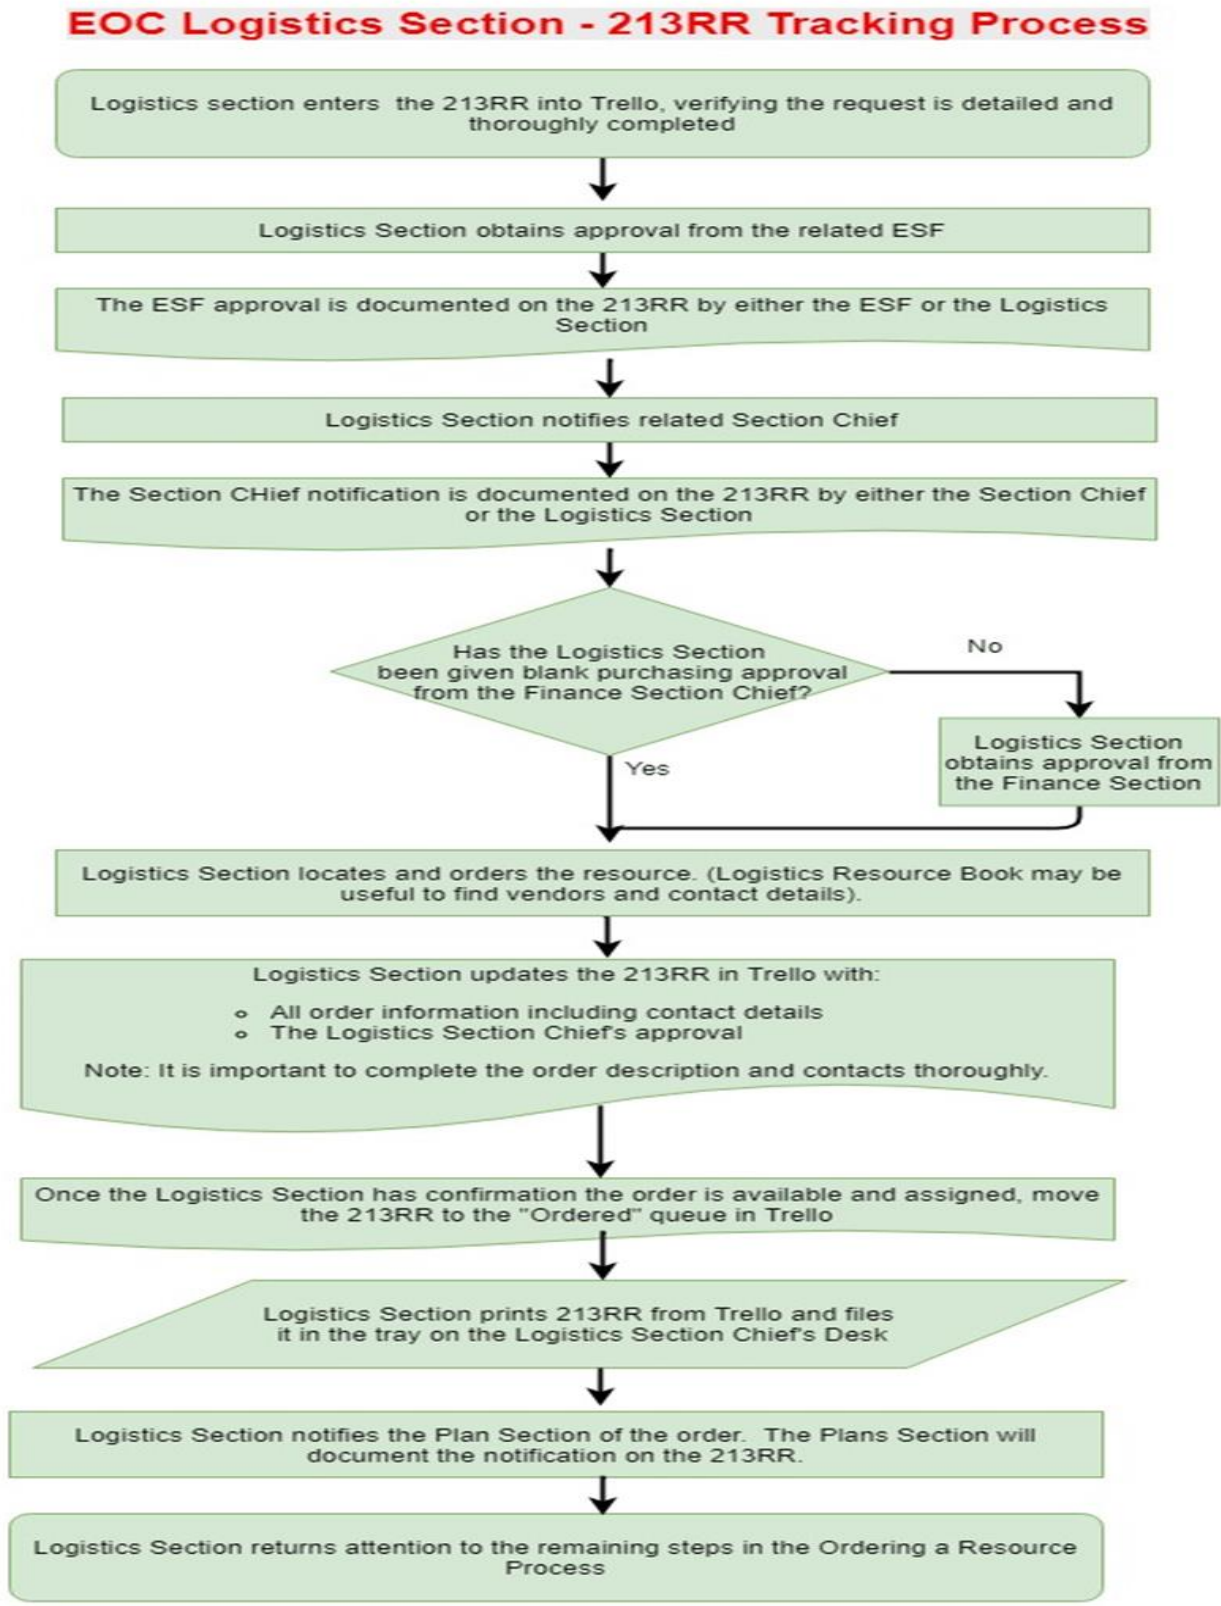 EOC Logistics Section - 213RR Tracking Process
Logistics section enters the 213RR into Trello, verifying the request is detailed and
thoroughly completed
Logistics Section obtains approval from the related ESF
The ESF approval is documented on the 213RR by either the ESF or the Logistics
Section
Logistics Section notifies related Section Chief
The Section CHief notification is documented on the 213RR by either the Section Chief
or the Logistics Section
Has the Logistics Section
been given blank purchasing approval
from the Finance Section Chief?
No
Logistics Section
obtains approval from
the Finance Section
Yes
Logistics Section locates and orders the resource. (Logistics Resource Book may be
useful to find vendors and contact details).
Logistics Section updates the 213RR in Trello with:
o All order information including contact details
o The Logistics Section Chief's approval
Note: It is important to complete the order description and contacts thoroughly.
Once the Logistics Section has confirmation the order is available and assigned, move
the 213RR to the "Ordered" queue in Trello
Logistics Section prints 213RR from Trello and files
it in the tray on the Logistics Section Chief's Desk
Logistics Section notifies the Plan Section of the order. The Plans Section will
document the notification on the 213RR.
Logistics Section returns attention to the remaining steps in the Ordering a Resource
Process